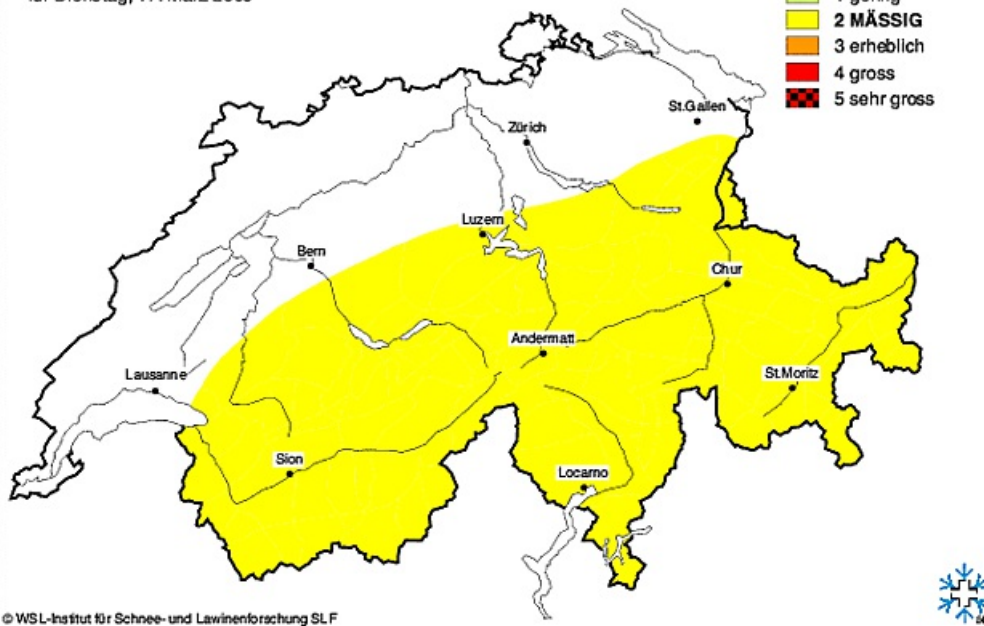 2 MÄSSIG
3 erheblich
4 gross
5 sehr gross
St.Gallen
Zürich
Luzern
Bern
Chur
Andermatt
Lausanne
St.Moritz
Sion
Locarno
© WSL-Institut für Schnee- und Lawinenforschung SLF